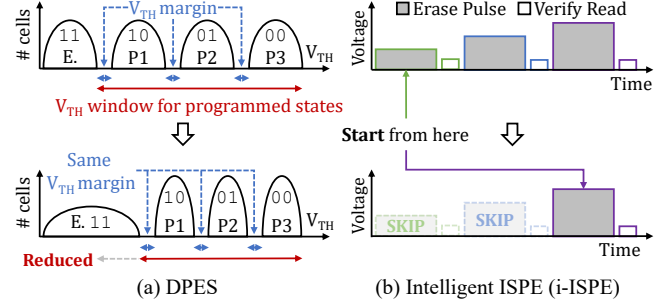 # cells
11
E.
10
P1
01
P2
00
P3
V_TH margin
V_TH
V_TH window for programmed states
# cells
Same
V_TH margin
E. 11
10
P1
01
P2
00
P3
V_TH
Reduced
(a) DPES
Voltage
Erase Pulse
Verify Read
Time
Start from here
Voltage
SKIP
SKIP
Time
(b) Intelligent ISPE (i-ISPE)